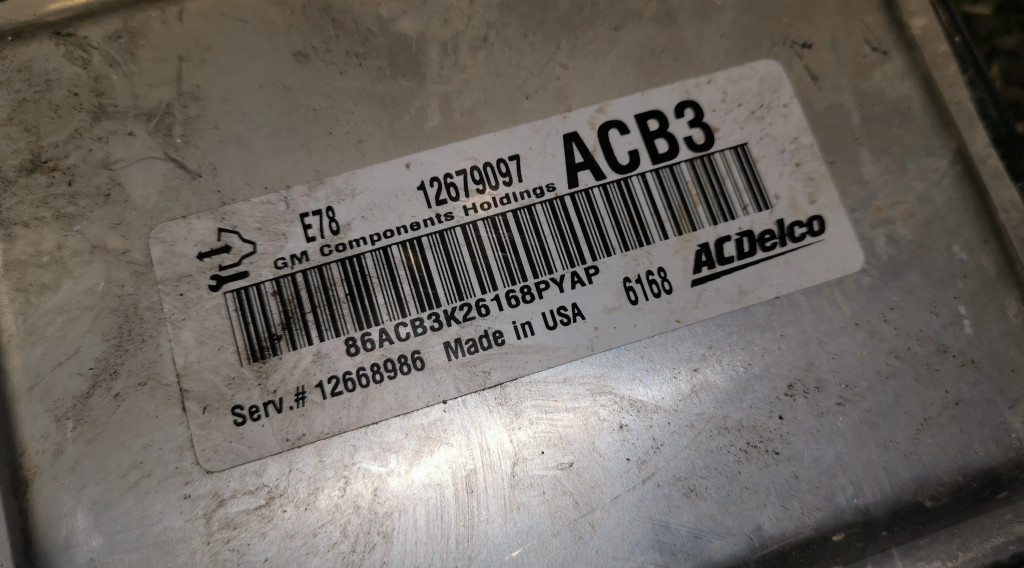 E78 12679097 ACB3
GM Components Holdings
86ACB3K26168PYAP 6168 ACDelco
Serv.# 12668986 Made in USA